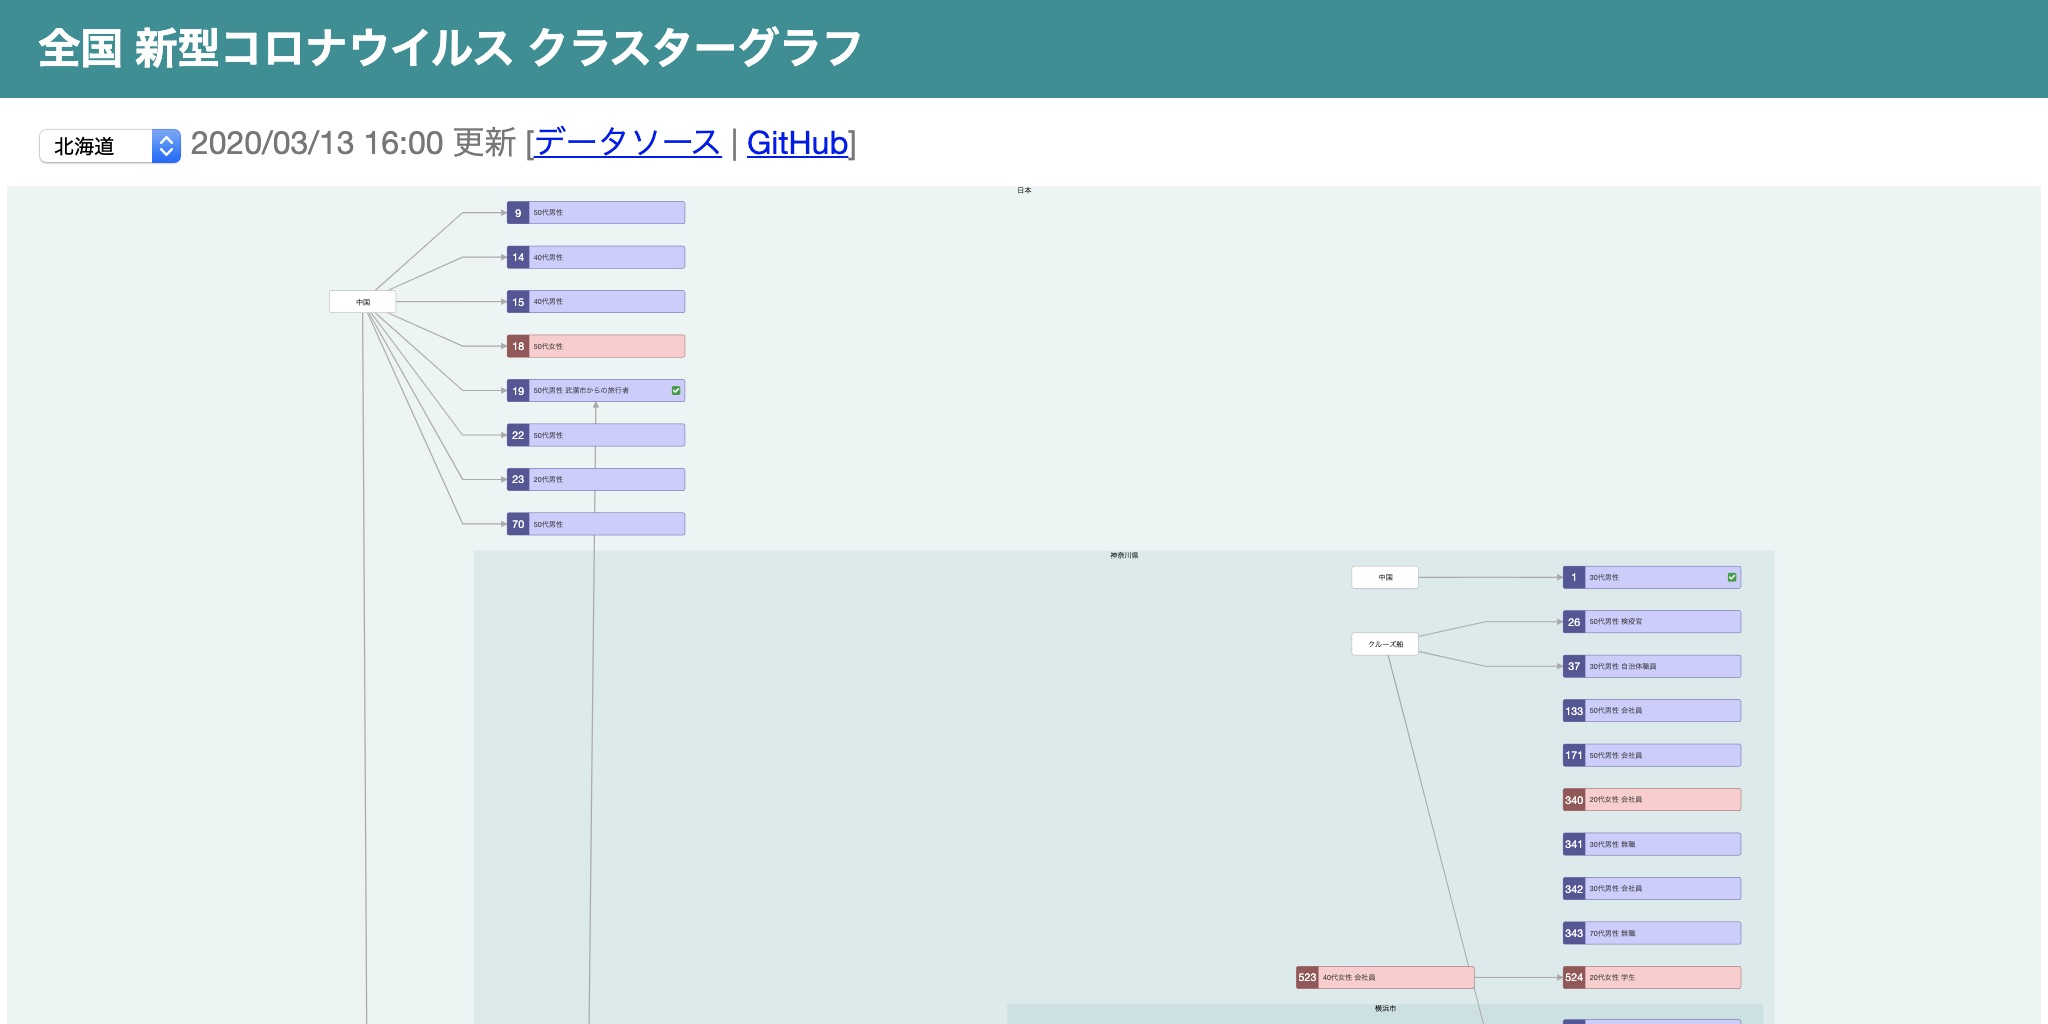 全国 新型コロナウイルス クラスターグラフ
北海道 2020/03/13 16:00 更新 [データソース | GitHub]
日本
9 50代男性
14 40代男性
中国
15 40代男性
18 50代女性
19 50代男性 武漢市からの旅行者
22 50代男性
23 20代男性
70 50代男性
神奈川県
中国
1 30代男性
26 50代男性 検疫官
クルーズ船
37 30代男性 自治体職員
133 50代男性 会社員
171 50代男性 会社員
340 20代女性 会社員
341 30代男性 無職
342 30代男性 会社員
343 70代男性 無職
523 40代女性 会社員
524 20代女性 学生
横浜市